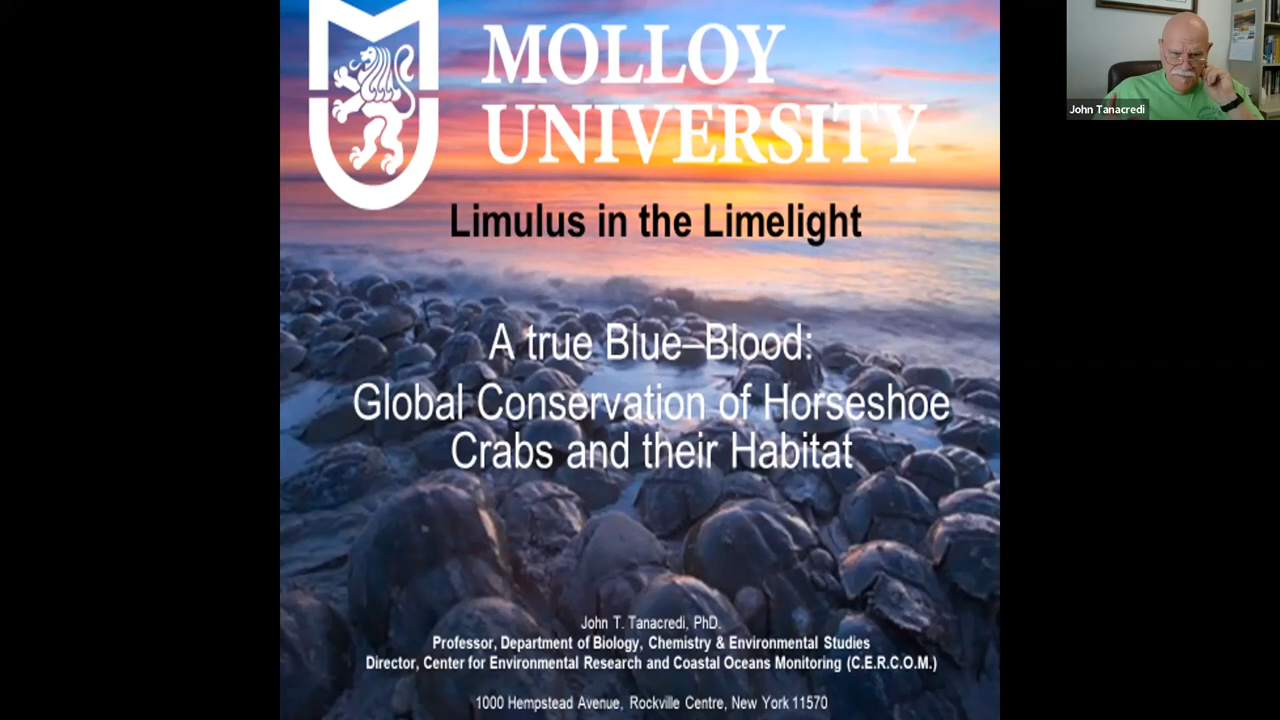 MOLLOY
UNIVERSITY
Limulus in the Limelight
A true Blue–Blood:
Global Conservation of Horseshoe
Crabs and their Habitat
John T. Tanacredi, PhD.
Professor, Department of Biology, Chemistry & Environmental Studies
Director, Center for Environmental Research and Coastal Oceans Monitoring (C.E.R.C.O.M.)
1000 Hempstead Avenue, Rockville Centre, New York 11570
John Tanacredi